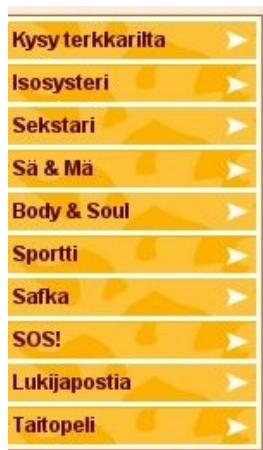 Kysy terkkarilta
Isosysteri
Sekstari
Sä & Mä
Body & Soul
Sportti
Safka
SOS!
Lukijapostia
Taitopeli